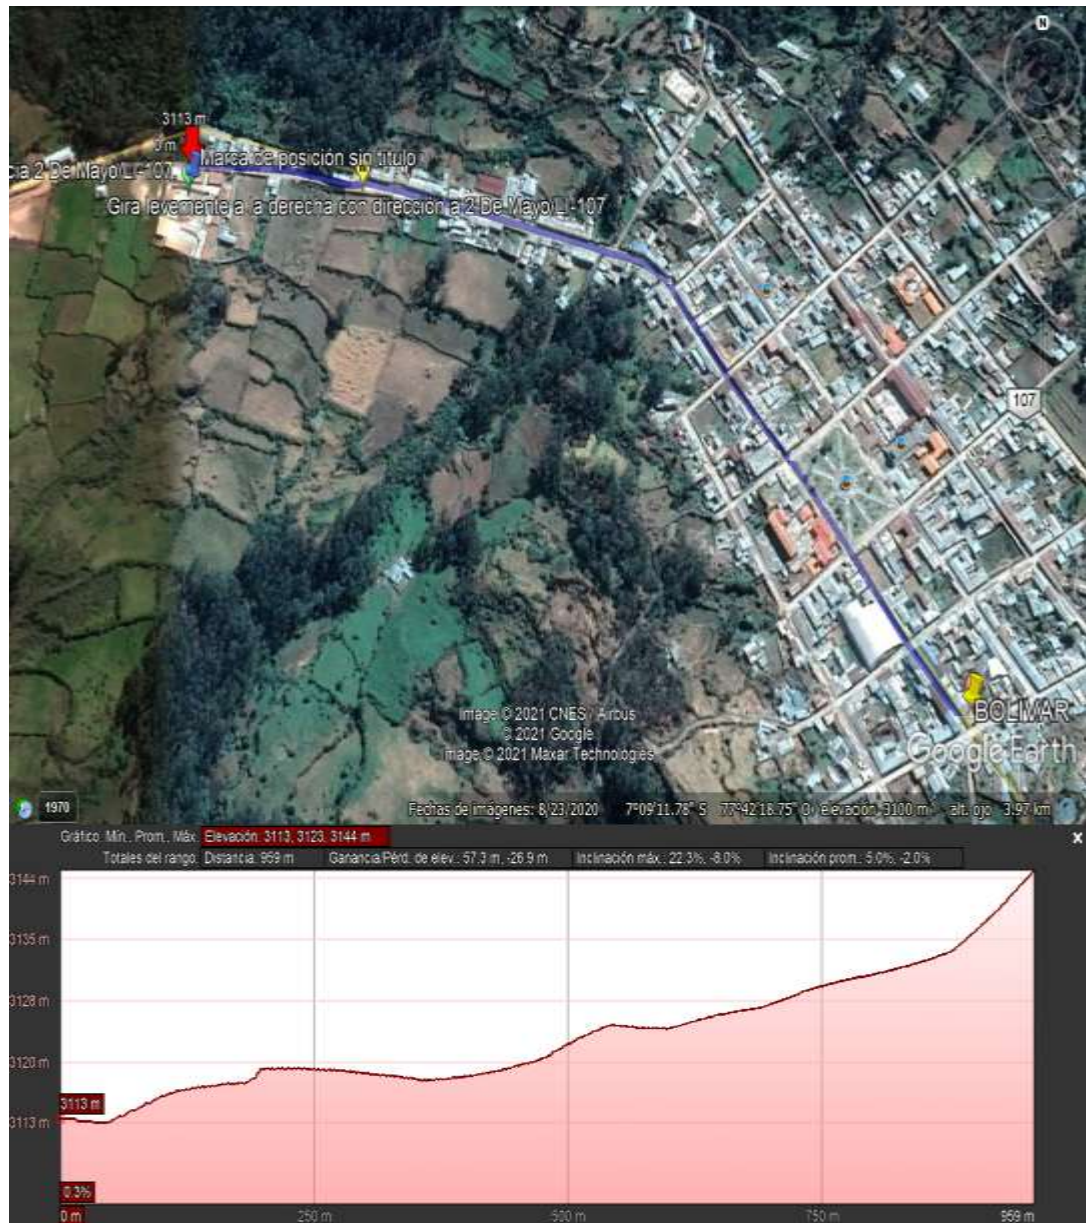 N
3113 m
0 m
Marca de posición sin titulo
cia 2 De Mayo/LI-107
Gira levemente a la derecha con dirección a 2 De Mayo/LI-107
107
BOLIMAR
Image © 2021 CNES / Airbus
© 2021 Google
Image © 2021 Maxar Technologies
Google Earth
1970
Fechas de imágenes: 8/23/2020 7°09'11.78" S 77°42'18.75" O elevación 3100 m alt. ojo 3.97 km
Gráfico: Mín., Prom., Máx. Elevación: 3113, 3123, 3144 m
Totales del rango: Distancia: 959 m Ganancia/Pérd. de elev.: 57.3 m, -26.9 m Inclinación máx.: 22.3%, -8.0% Inclinación prom.: 5.0%, -2.0%
3144 m
3135 m
3128 m
3120 m
3113 m
3113 m
0.3%
0 m
250 m
500 m
750 m
959 m